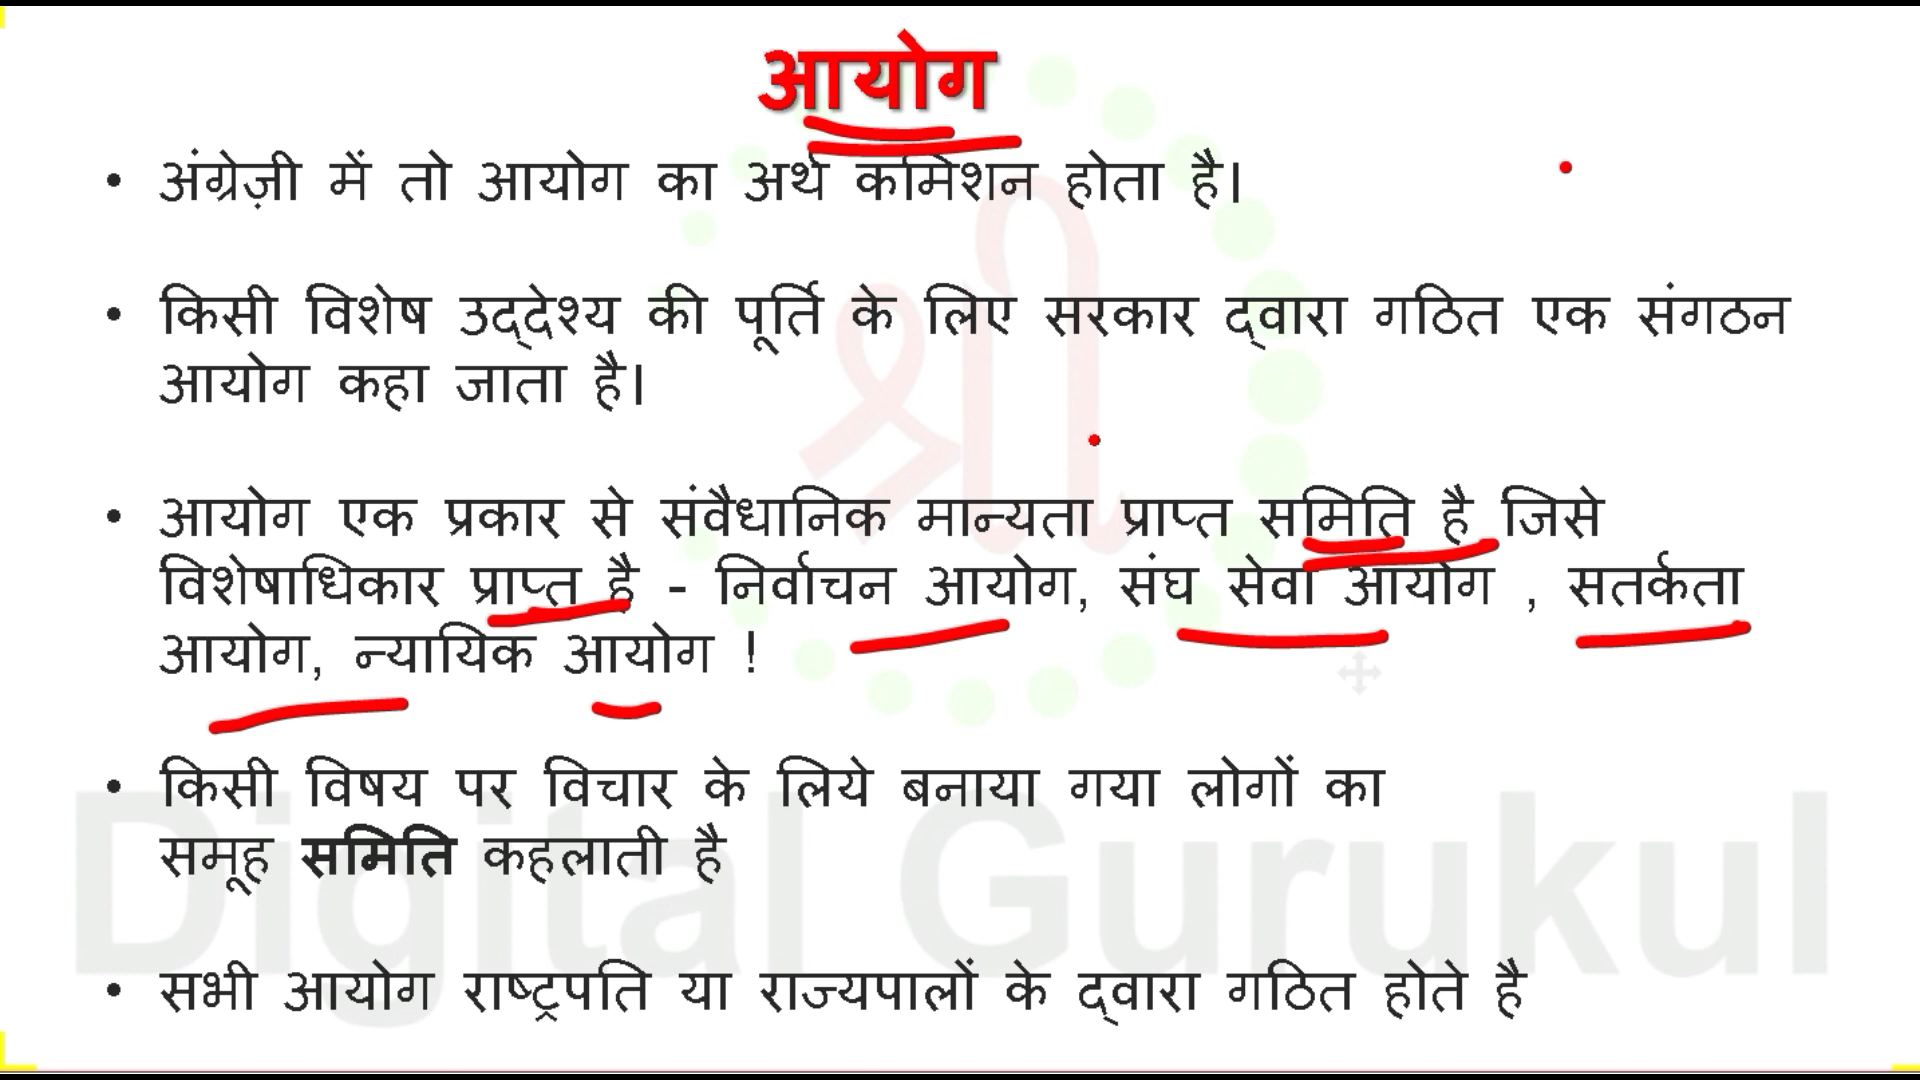 आयोग
• अंग्रेज़ी में तो आयोग का अर्थ कमिशन होता है।
• किसी विशेष उद्देश्य की पूर्ति के लिए सरकार द्वारा गठित एक संगठन
आयोग कहा जाता है।
• आयोग एक प्रकार से संवैधानिक मान्यता प्राप्त समिति है जिसे
विशेषाधिकार प्राप्त है - निर्वाचन आयोग, संघ सेवा आयोग , सतर्कता
आयोग, न्यायिक आयोग !
• किसी विषय पर विचार के लिये बनाया गया लोगों का
समूह समिति कहलाती है
• सभी आयोग राष्ट्रपति या राज्यपालों के द्वारा गठित होते है
श्री
Digital Gurukul